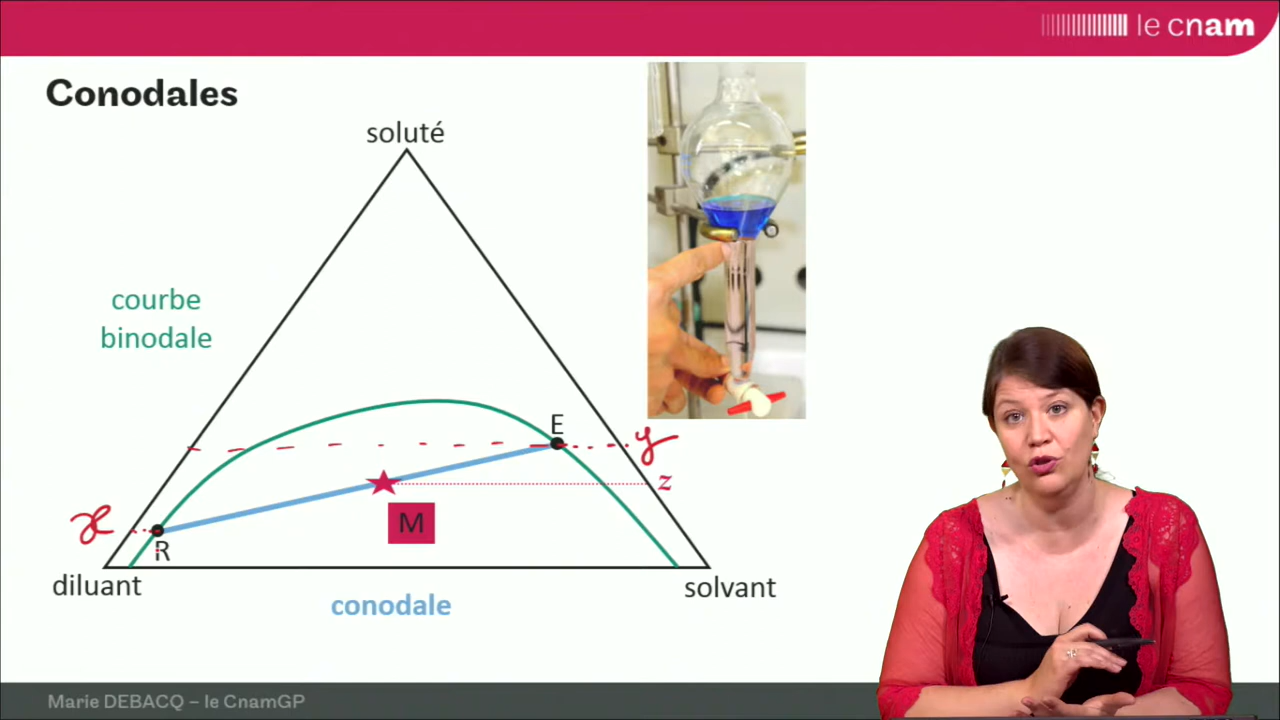 le cnam
Conodales
soluté
courbe
binodale
E
y
z
x
M
R
diluant
solvant
conodale
Marie DEBACQ – le CnamGP